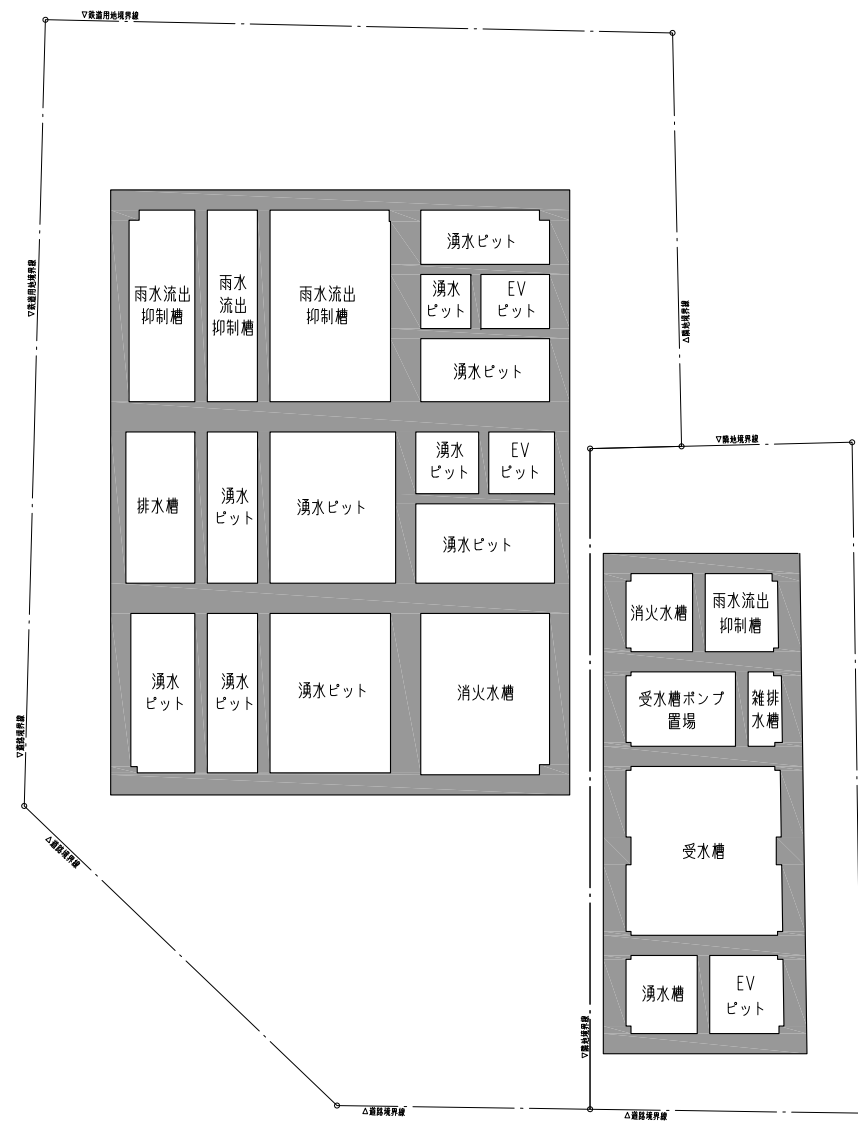 ▽鉄道用地境界線
▽鉄道用地境界線
△隣地境界線
湧水ピット
雨水流出
抑制槽
雨水
流出
抑制槽
雨水流出
抑制槽
湧水
ピット
EV
ピット
湧水ピット
▽隣地境界線
湧水
ピット
EV
ピット
排水槽
湧水
ピット
湧水ピット
湧水ピット
湧水
ピット
湧水
ピット
湧水ピット
消火水槽
消火水槽
雨水流出
抑制槽
受水槽ポンプ
置場
雑排
水槽
▽道路境界線
△道路境界線
受水槽
湧水槽
EV
ピット
▽隣地境界線
△道路境界線
△道路境界線